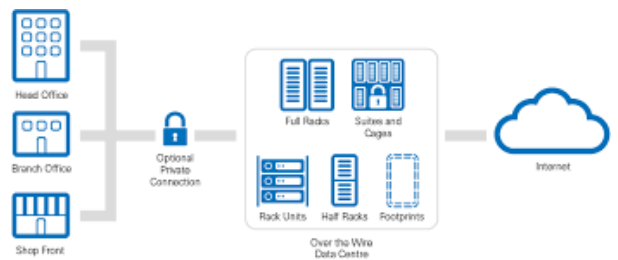 Head Office
Branch Office
Shop Front
Optional
Private
Connection
Full Racks
Suites and
Cages
Rack Units
Half Racks
Footprints
Over the Wire
Data Centre
Internet